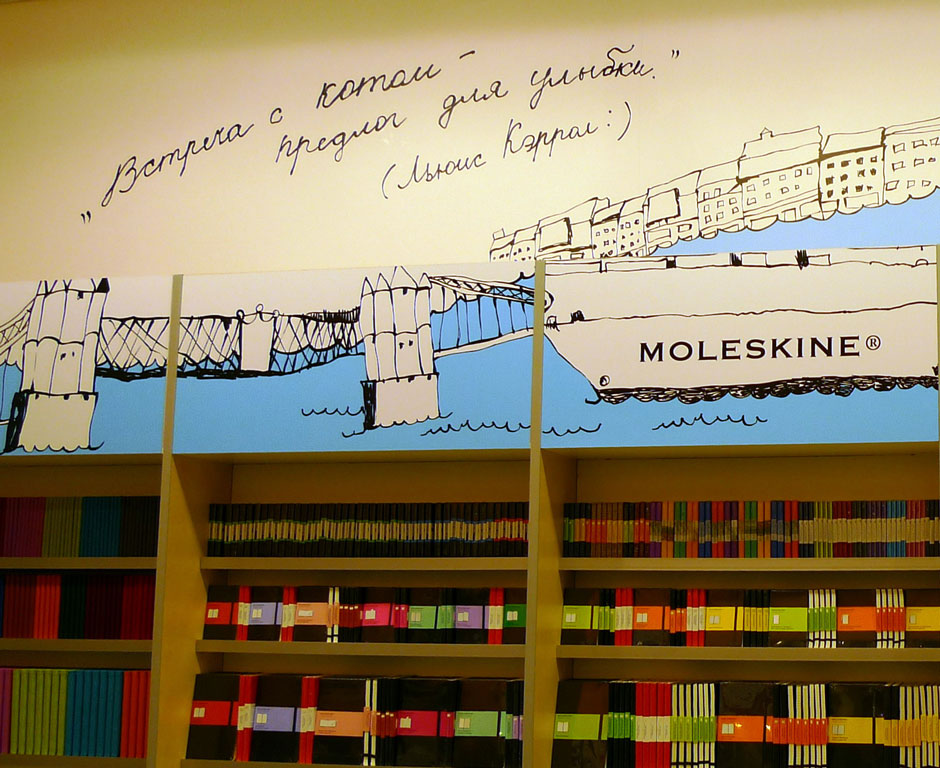 „Встреча с котом –
предлог для улыбки.”
(Льюис Кэррол:)
MOLESKINE®